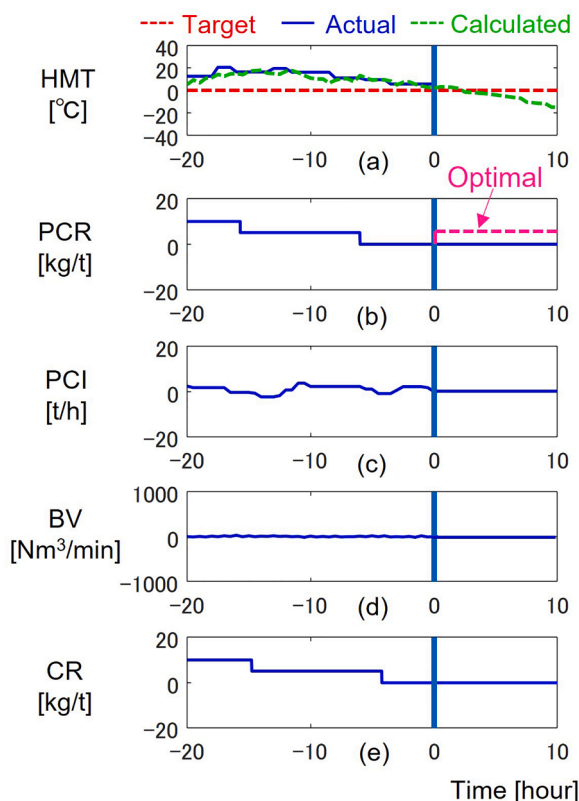 Target Actual Calculated
HMT
[℃]
40
20
0
−20
−40
−20 −10 0 10
(a)
Optimal
PCR
[kg/t]
20
0
−20
−20 −10 0 10
(b)
PCI
[t/h]
20
0
−20
−20 −10 0 10
(c)
BV
[Nm³/min]
1000
0
−1000
−20 −10 0 10
(d)
CR
[kg/t]
20
0
−20
−20 −10 0 10
(e)
Time [hour]